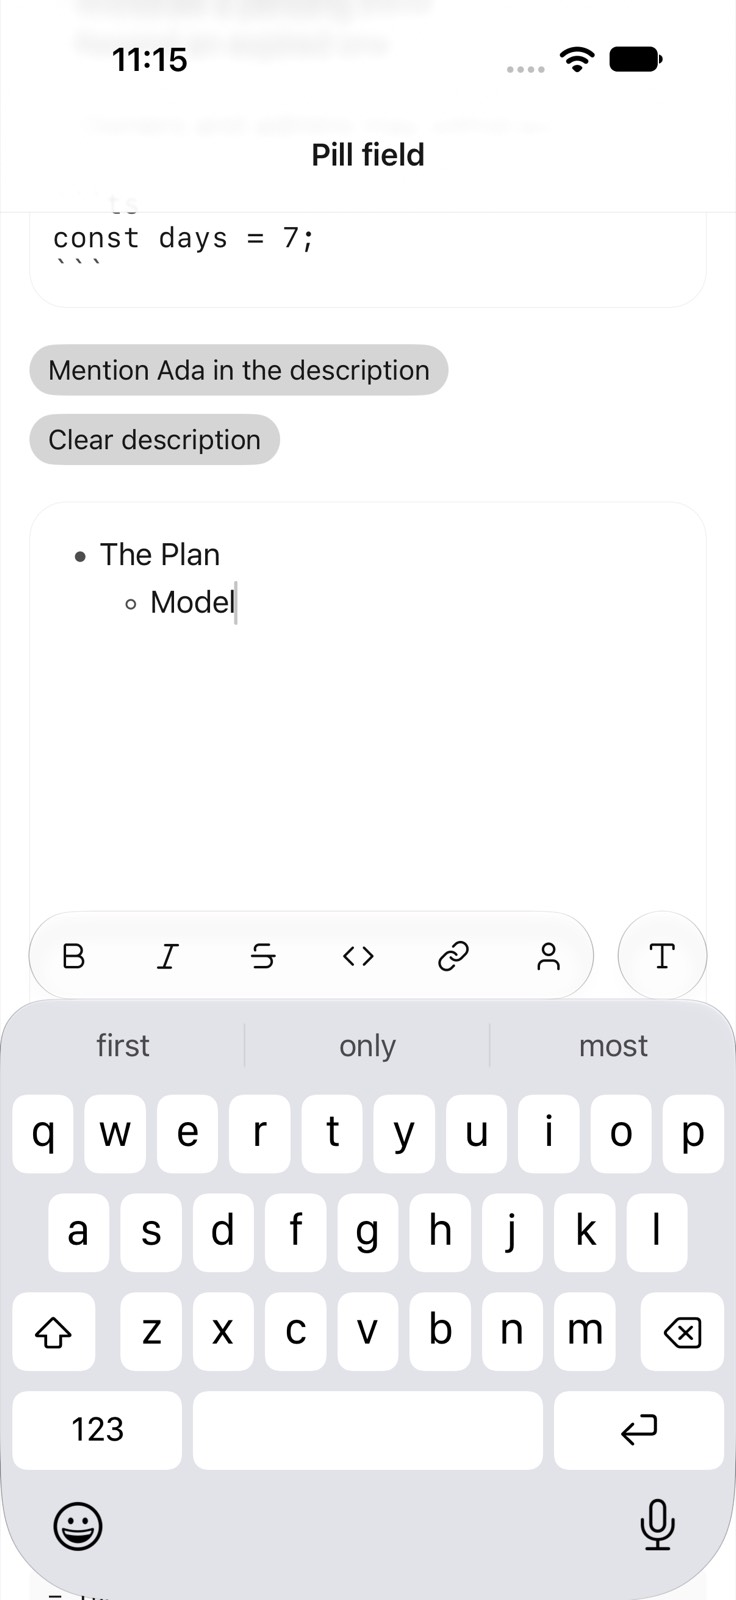 11:15
Pill field
ts
const days = 7;
```
Mention Ada in the description
Clear description
• The Plan
◦ Model
B I S <> T
first only most
q w e r t y u i o p
a s d f g h j k l
z x c v b n m
123